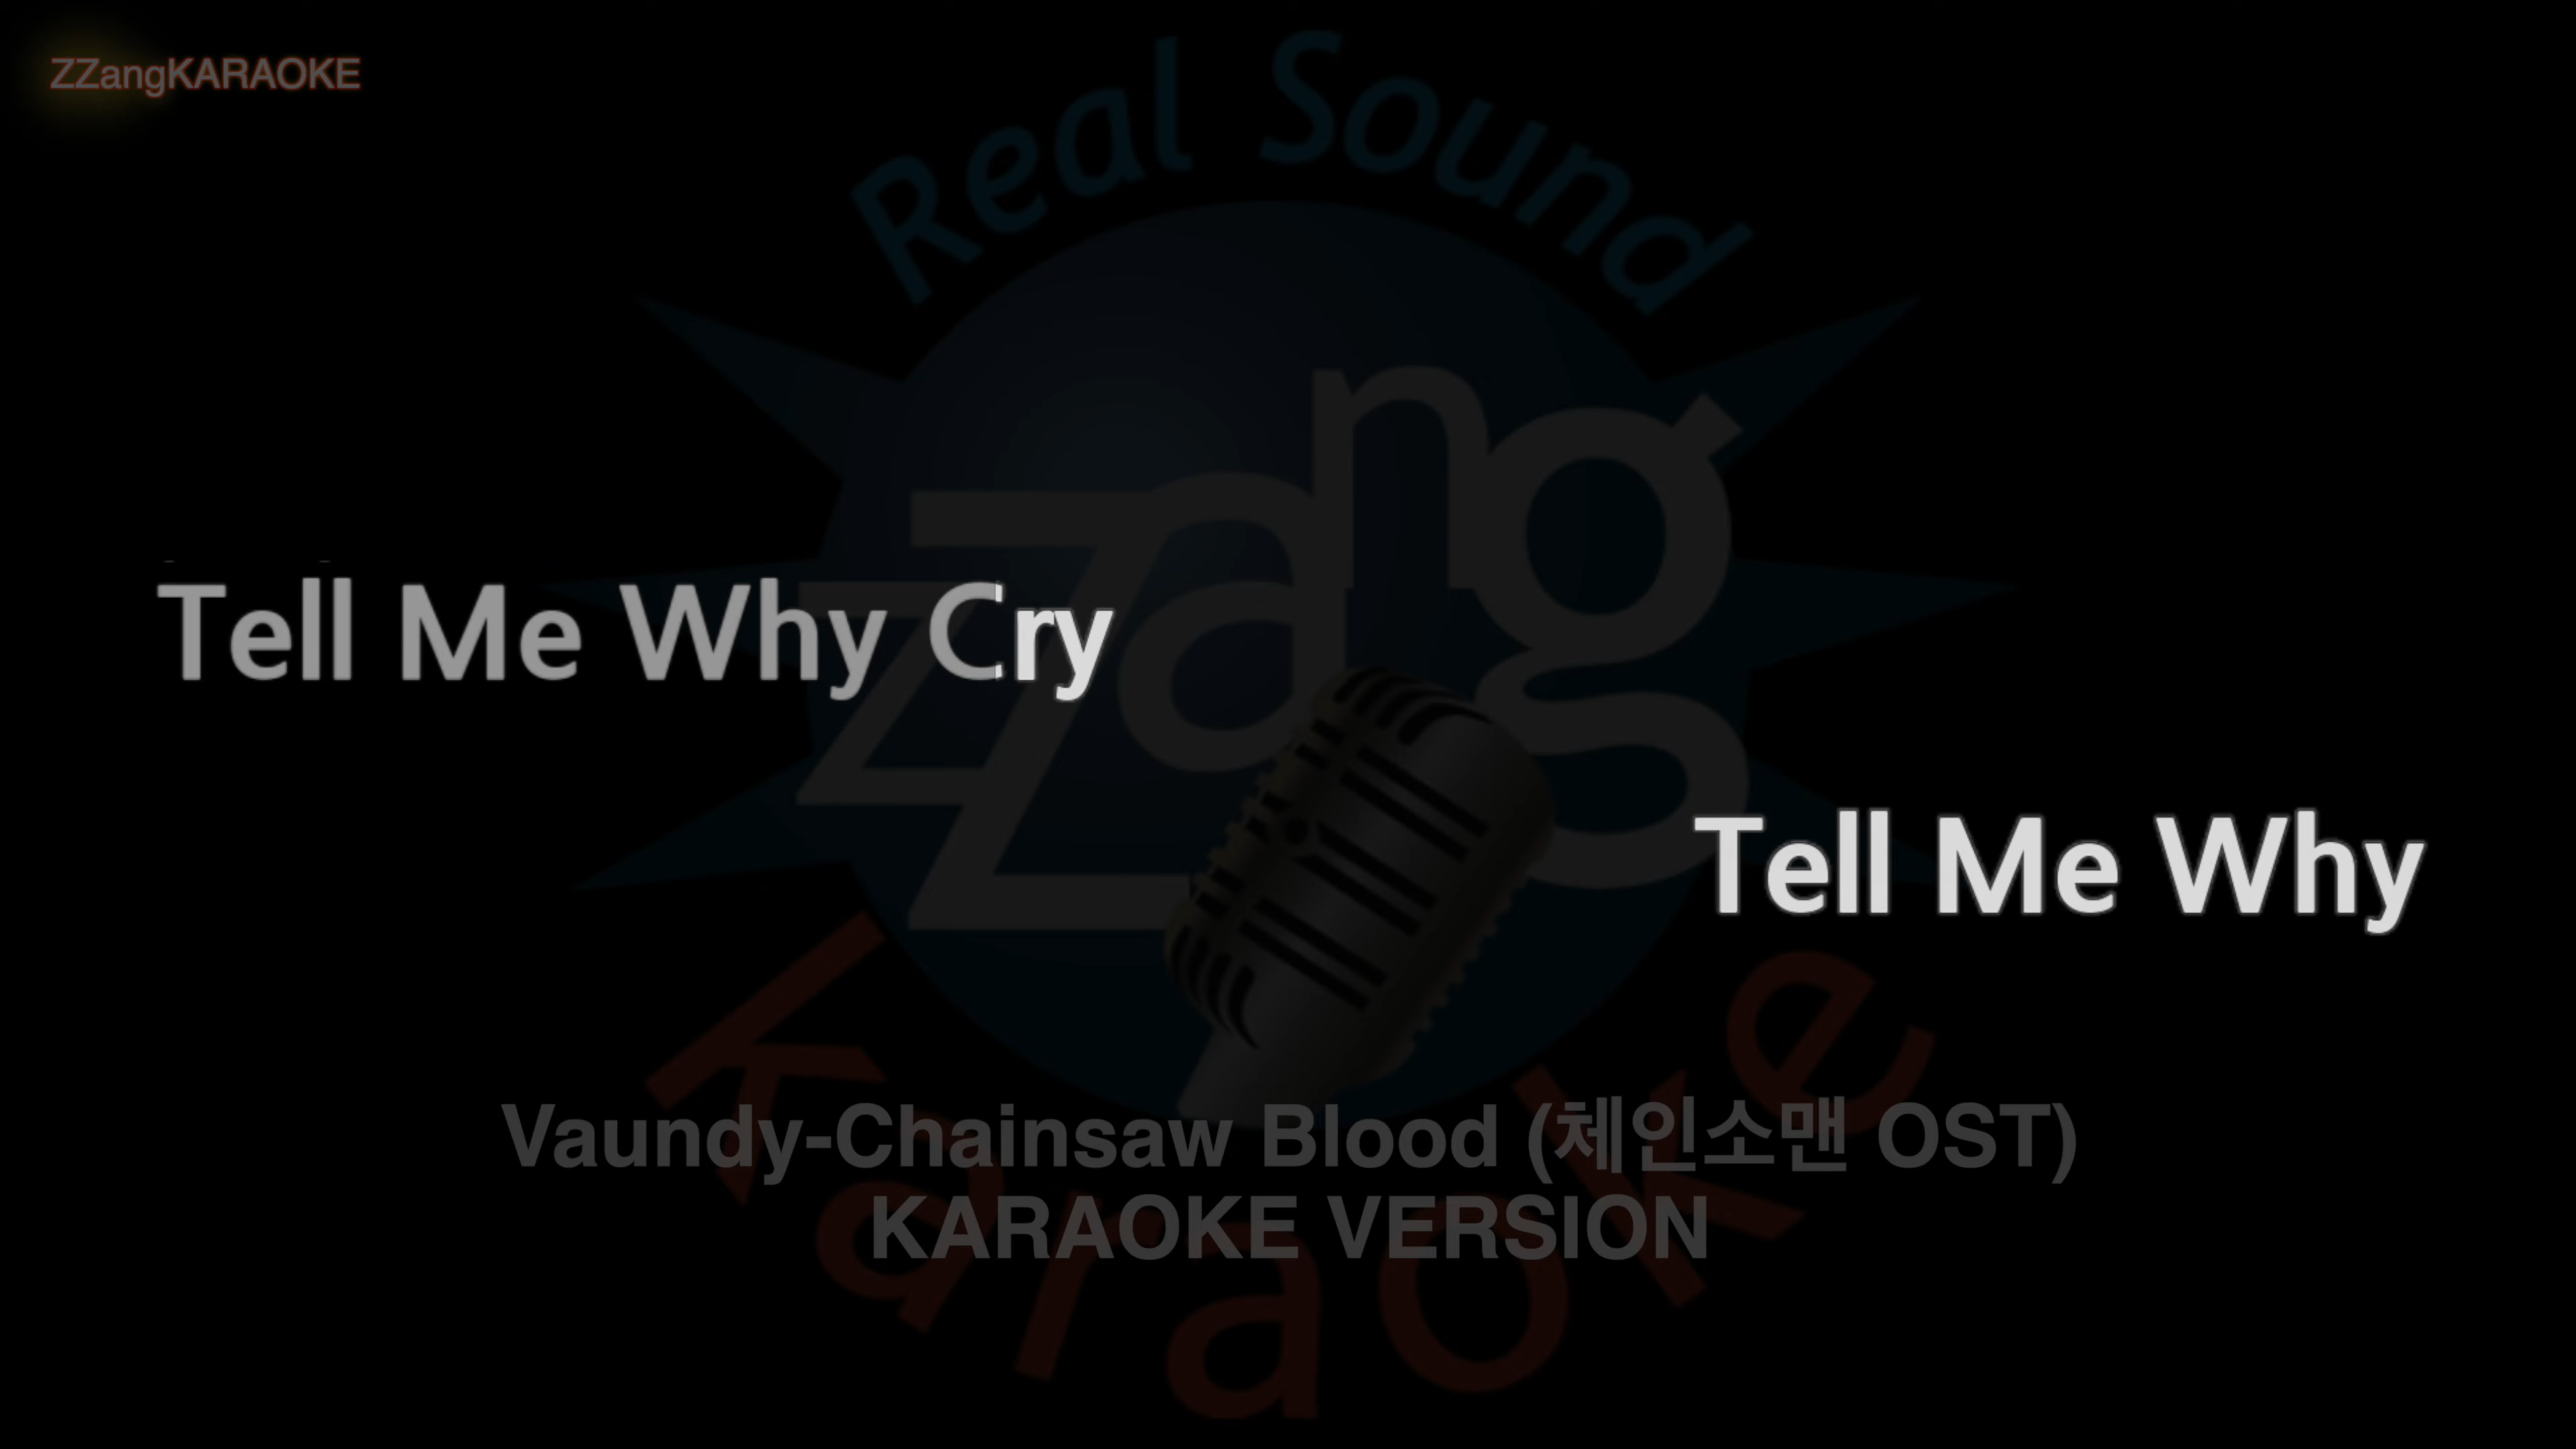 ZZangKARAOKE
Real Sound
zZang
Tell Me Why Cry
Tell Me Why
Karaoke
Vaundy-Chainsaw Blood (체인소맨 OST)
KARAOKE VERSION